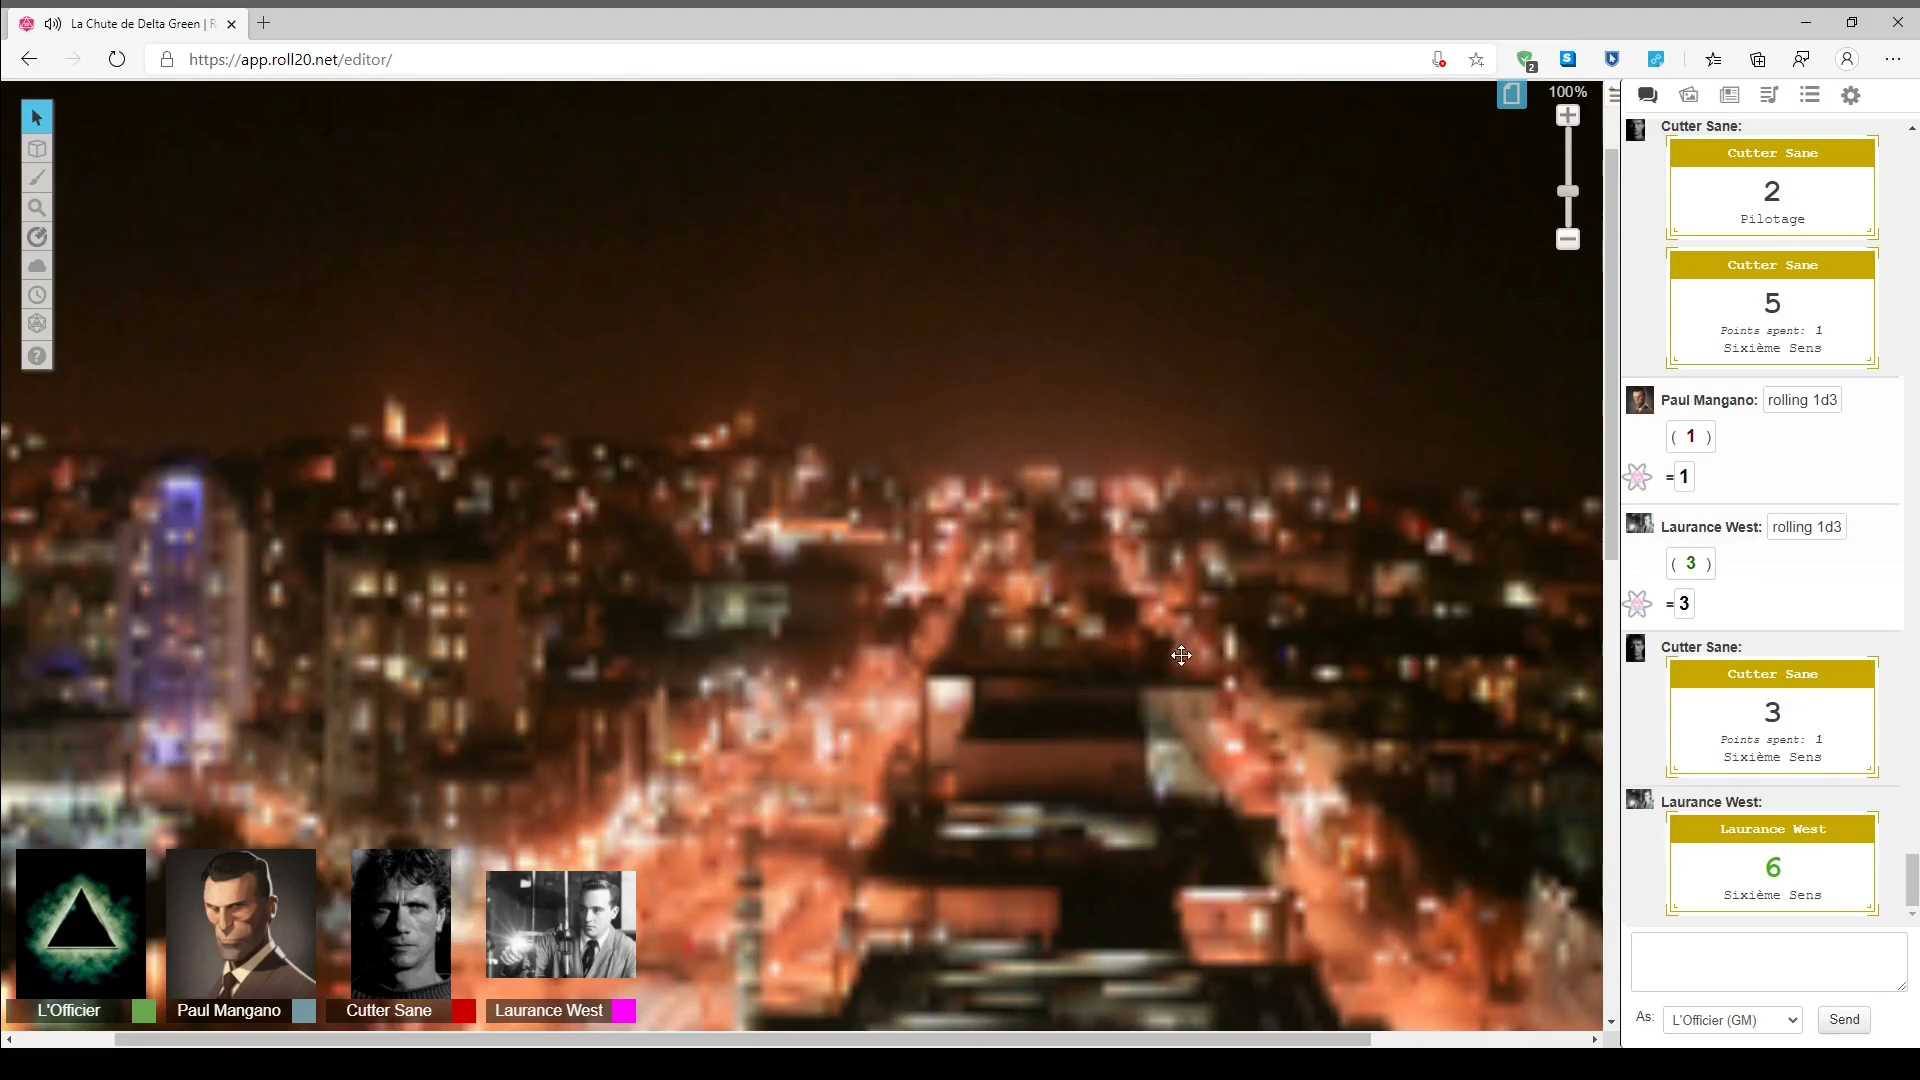 La Chute de Delta Green | R
https://app.roll20.net/editor/
2
100%
Cutter Sane:
Cutter Sane
2
Pilotage
Cutter Sane
5
Points spent: 1
Sixième Sens
Paul Mangano: rolling 1d3
( 1 )
=1
Laurance West: rolling 1d3
( 3 )
=3
Cutter Sane:
Cutter Sane
3
Points spent: 1
Sixième Sens
Laurance West:
Laurance West
6
Sixième Sens
L'Officier
Paul Mangano
Cutter Sane
Laurance West
As: L'Officier (GM) Send